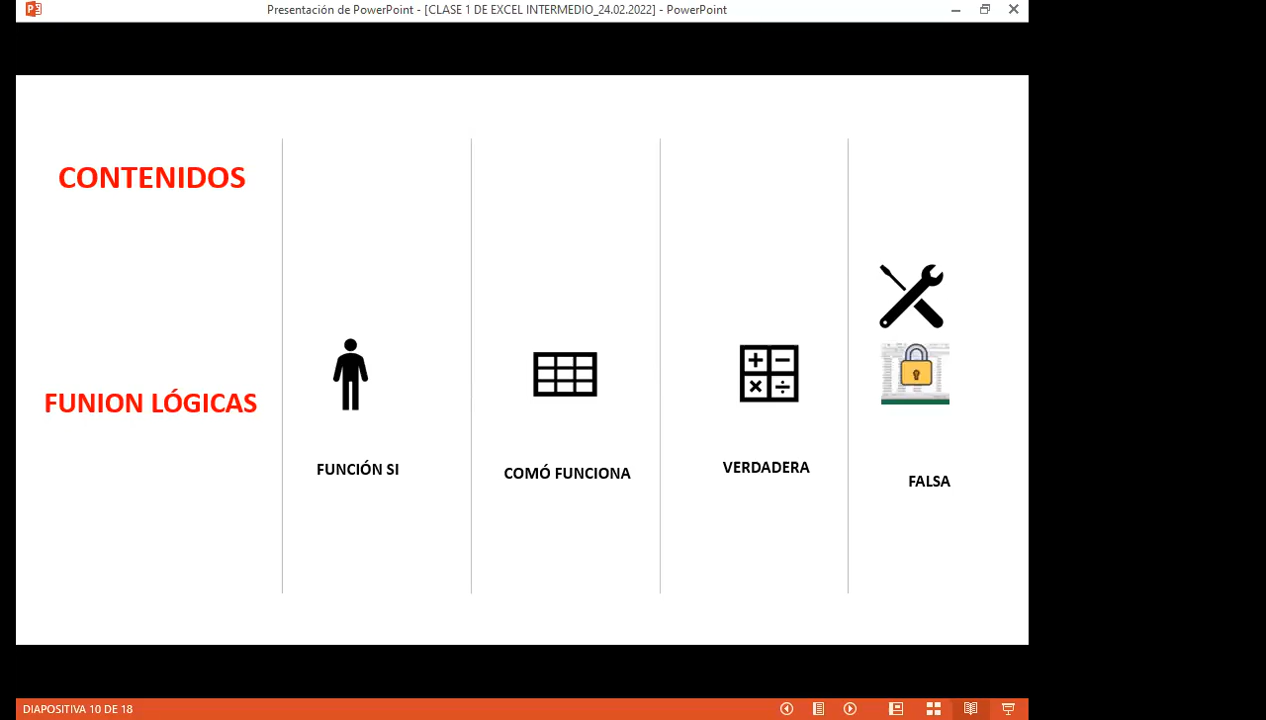 Presentación de PowerPoint - [CLASE 1 DE EXCEL INTERMEDIO_24.02.2022] - PowerPoint
CONTENIDOS
FUNION LÓGICAS
FUNCIÓN SI
COMÓ FUNCIONA
VERDADERA
FALSA
DIAPOSITIVA 10 DE 18